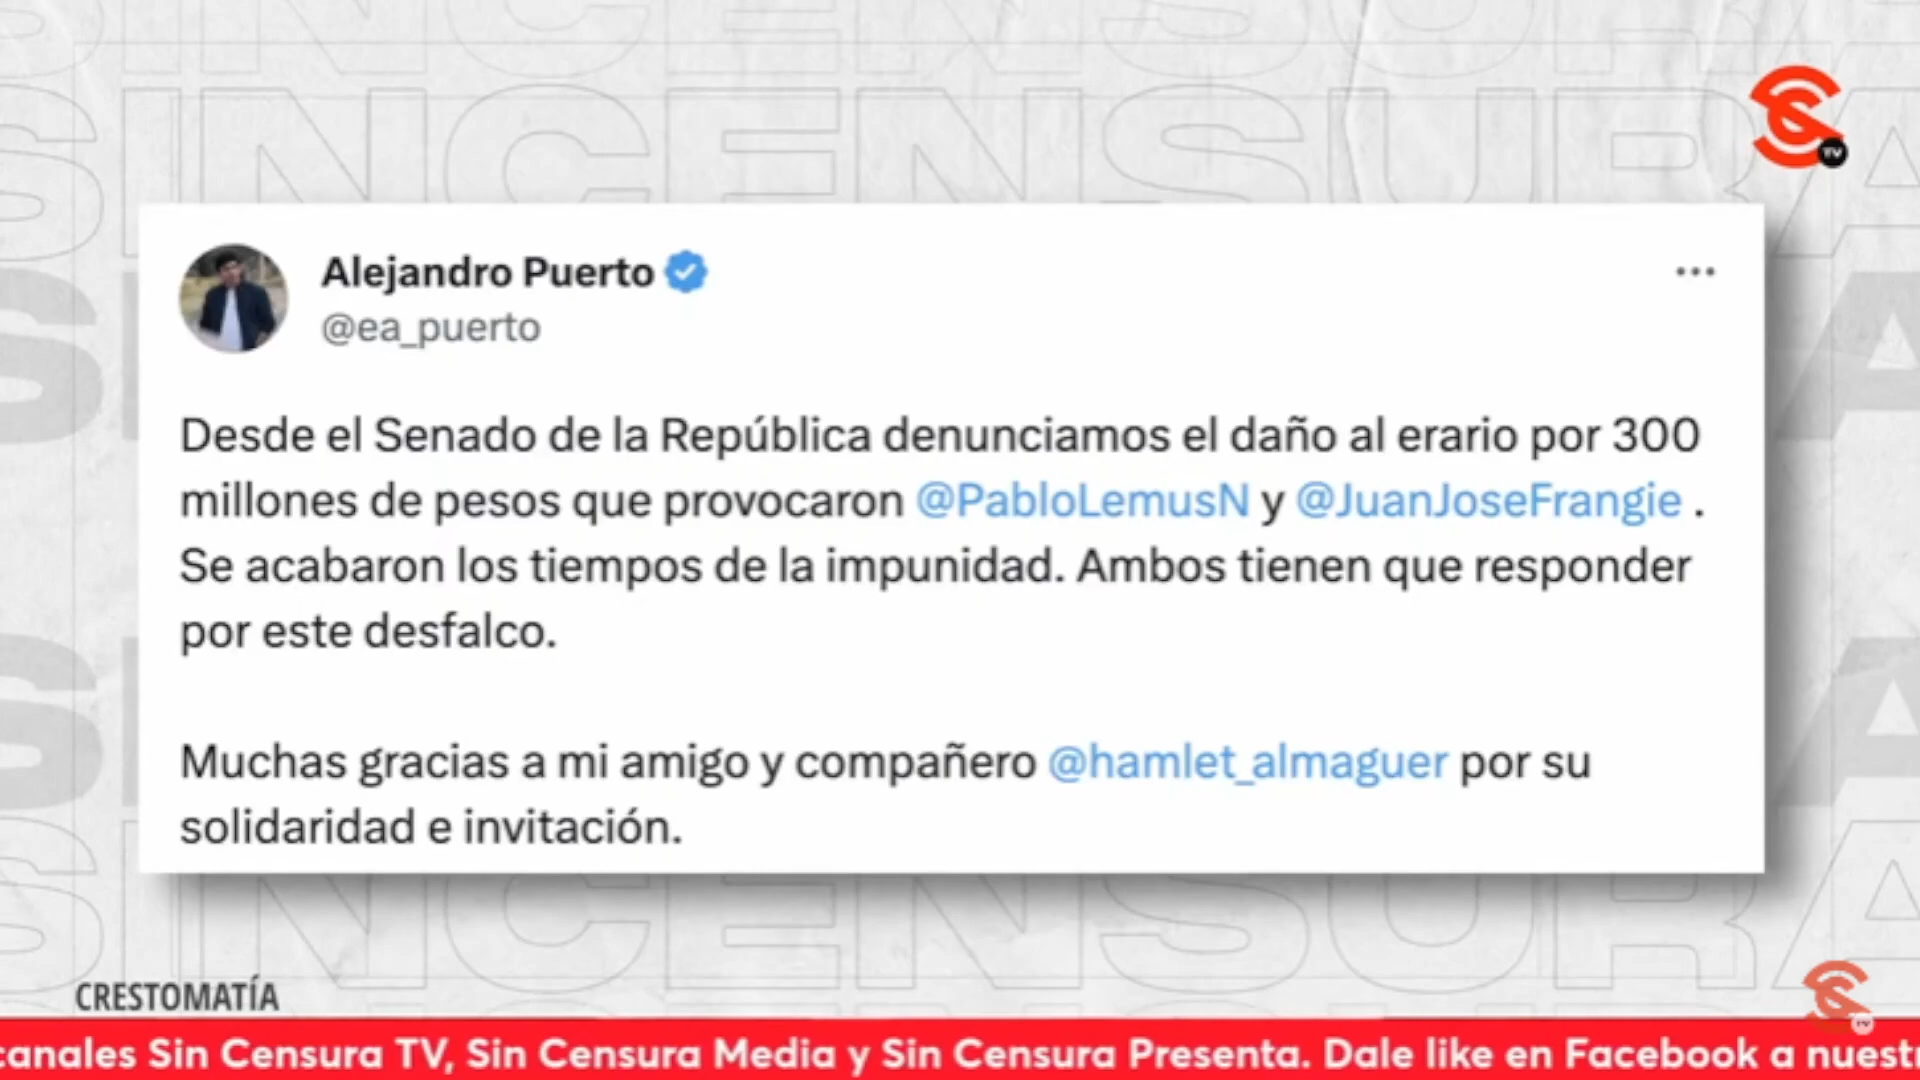 SINCENSURA
TV
Alejandro Puerto
@ea_puerto
Desde el Senado de la República denunciamos el daño al erario por 300
millones de pesos que provocaron @PabloLemusN y @JuanJoseFrangie .
Se acabaron los tiempos de la impunidad. Ambos tienen que responder
por este desfalco.
Muchas gracias a mi amigo y compañero @hamlet_almaguer por su
solidaridad e invitación.
CRESTOMATÍA
TV
canales Sin Censura TV, Sin Censura Media y Sin Censura Presenta. Dale like en Facebook a nuest